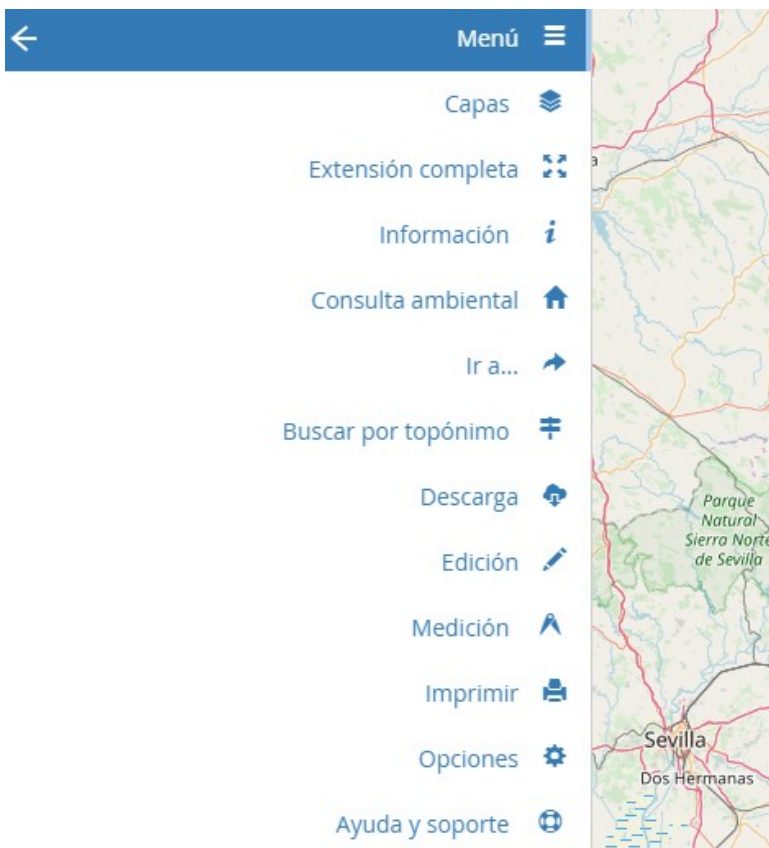 Menú
Capas
Extensión completa
Información
Consulta ambiental
Ir a...
Buscar por topónimo
Descarga
Edición
Medición
Imprimir
Opciones
Ayuda y soporte
a
Parque
Natural
Sierra Norte
de Sevilla
Sevilla
Dos Hermanas